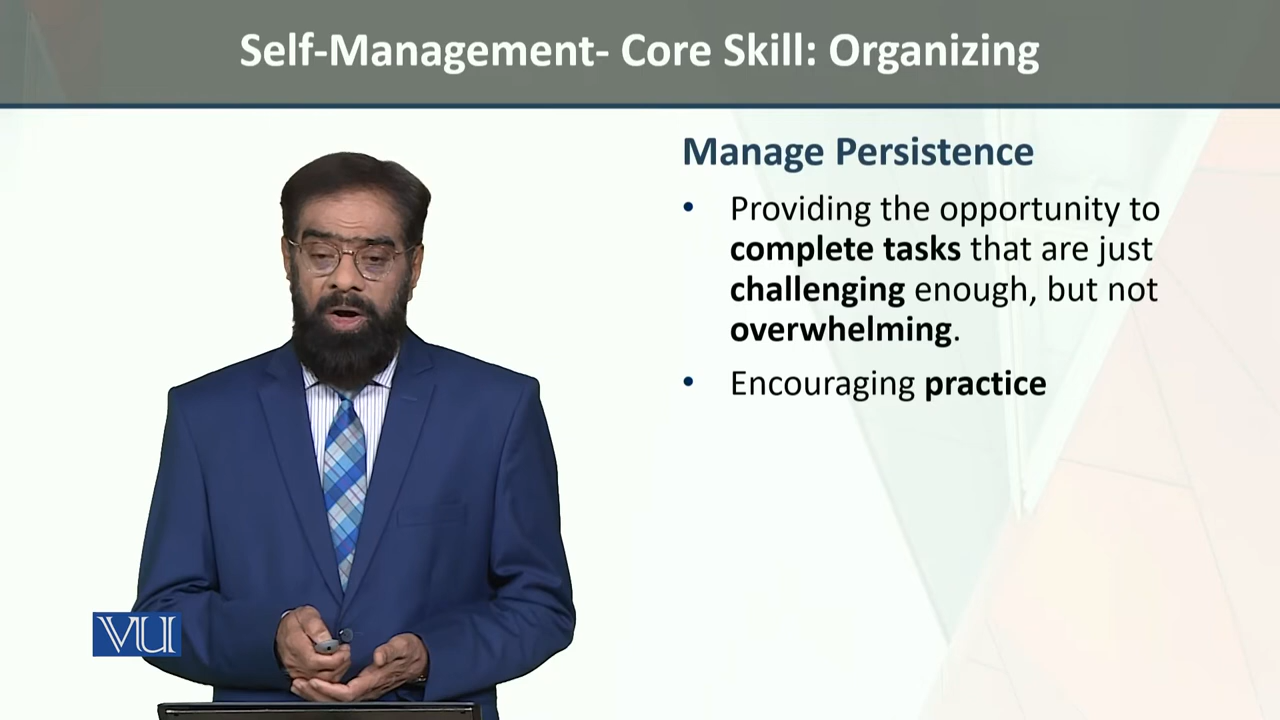 Self-Management- Core Skill: Organizing
Manage Persistence
• Providing the opportunity to
complete tasks that are just
challenging enough, but not
overwhelming.
• Encouraging practice
VU